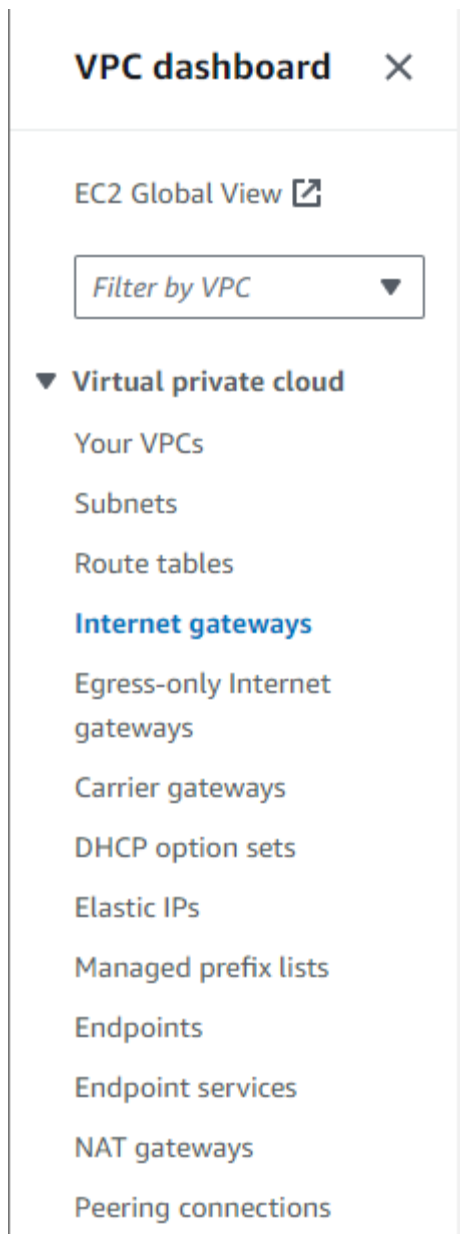 VPC dashboard
EC2 Global View
Filter by VPC
Virtual private cloud
Your VPCs
Subnets
Route tables
Internet gateways
Egress-only Internet
gateways
Carrier gateways
DHCP option sets
Elastic IPs
Managed prefix lists
Endpoints
Endpoint services
NAT gateways
Peering connections